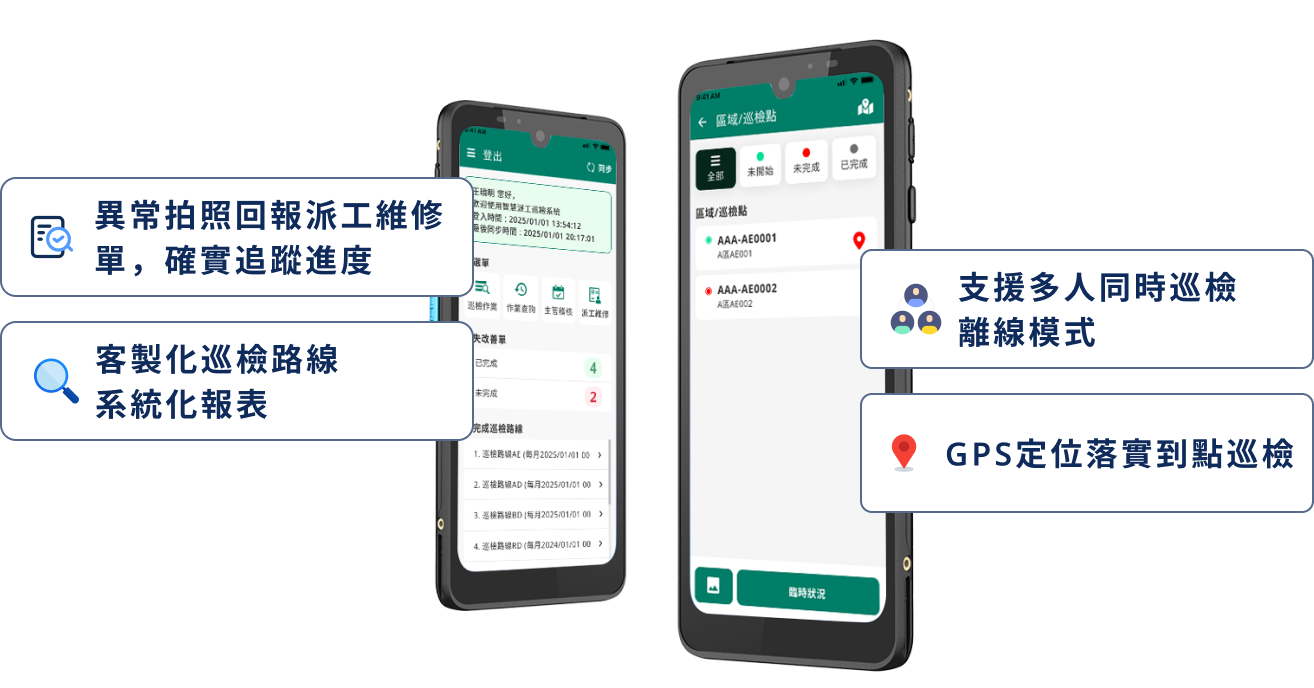 異常拍照回報派工維修
單，確實追蹤進度
客製化巡檢路線
系統化報表
9:41 AM
登出
同步
王聰明 您好，
歡迎使用智慧派工巡檢系統
登入時間：2025/01/01 13:54:12
最後同步時間：2025/01/01 20:17:01
選單
巡檢作業
作業查詢
主管稽核
派工維修
失改善單
已完成
4
未完成
2
完成巡檢路線
1. 巡檢路線AE (每月2025/01/01 00
2. 巡檢路線AD (每月2025/01/01 00
3. 巡檢路線BD (每月2025/01/01 00
4. 巡檢路線RD (每月2024/01/01 00
9:41 AM
區域/巡檢點
全部
未開始
未完成
已完成
區域/巡檢點
AAA-AE0001
A區AE001
AAA-AE0002
A區AE002
臨時狀況
支援多人同時巡檢
離線模式
GPS定位落實到點巡檢